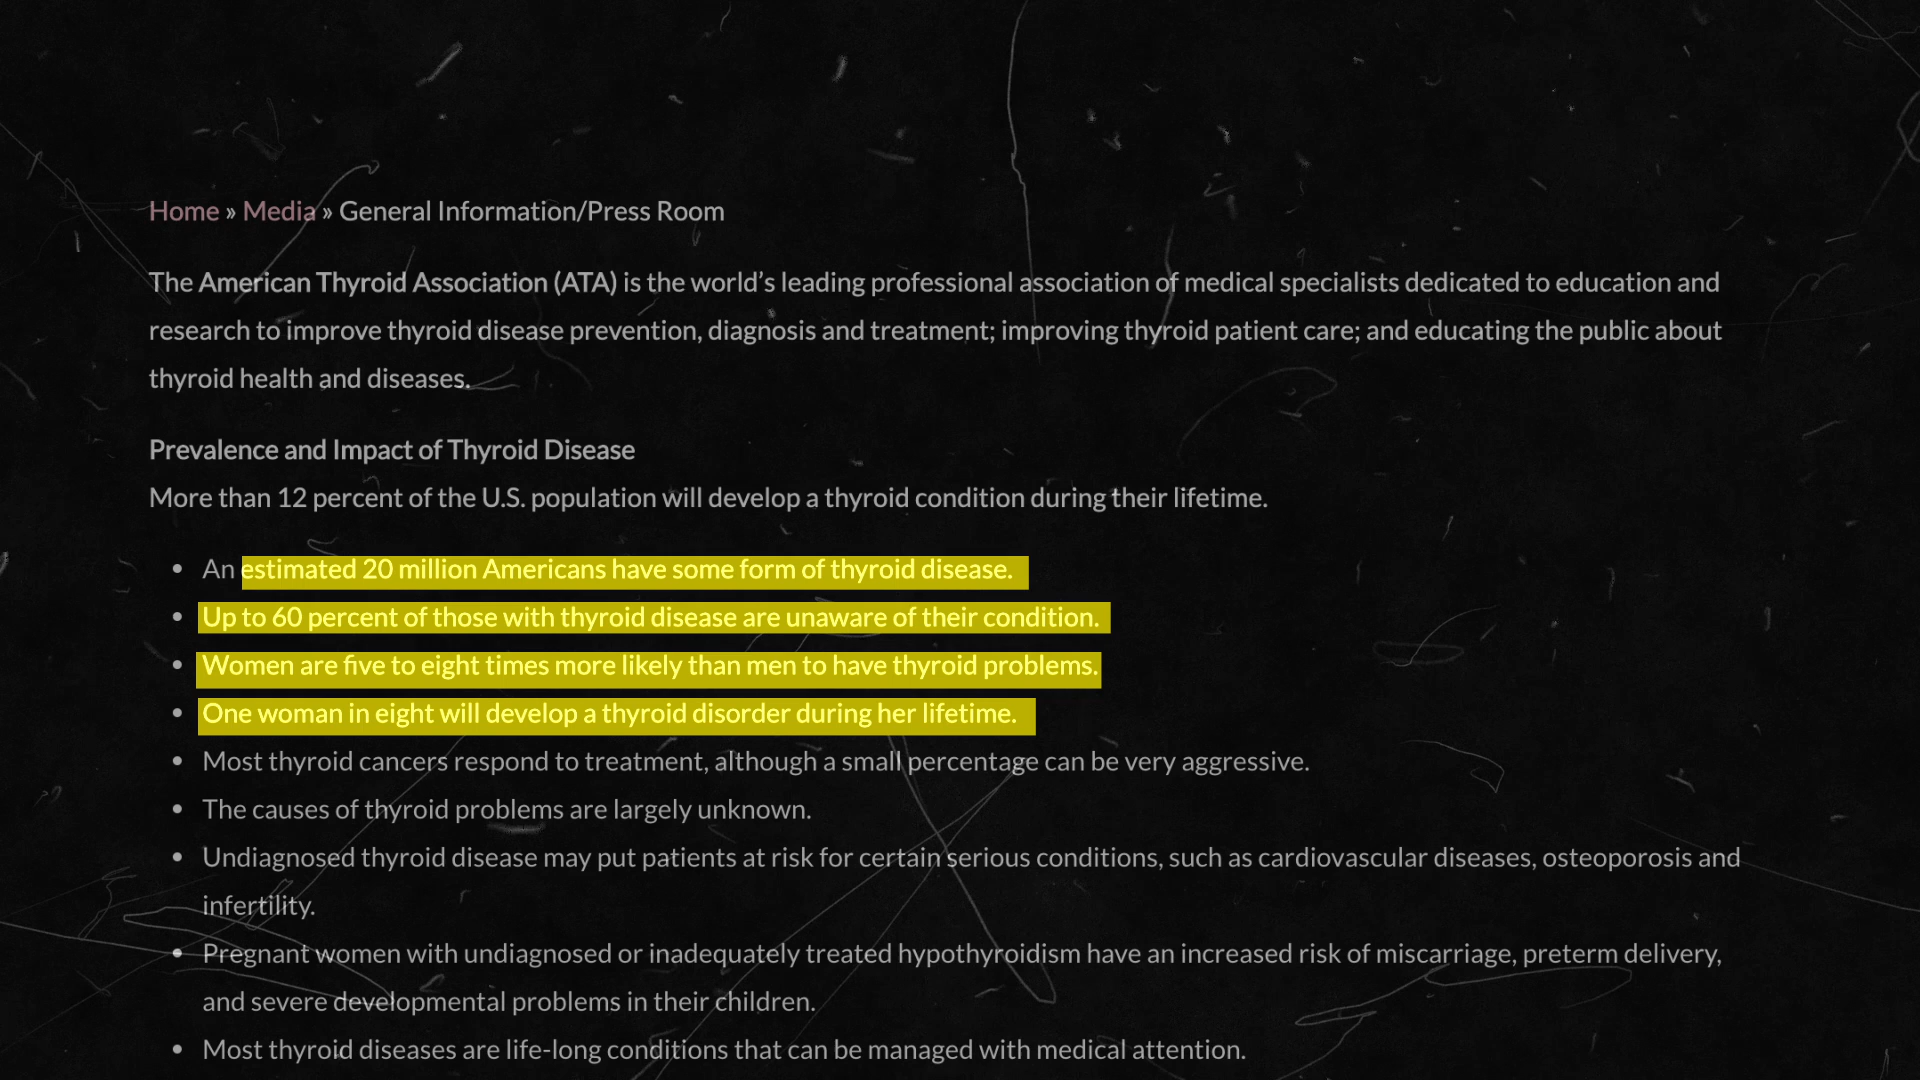 Home » Media » General Information/Press Room
The American Thyroid Association (ATA) is the world’s leading professional association of medical specialists dedicated to education and
research to improve thyroid disease prevention, diagnosis and treatment; improving thyroid patient care; and educating the public about
thyroid health and diseases.
Prevalence and Impact of Thyroid Disease
More than 12 percent of the U.S. population will develop a thyroid condition during their lifetime.
• An estimated 20 million Americans have some form of thyroid disease.
• Up to 60 percent of those with thyroid disease are unaware of their condition.
• Women are five to eight times more likely than men to have thyroid problems.
• One woman in eight will develop a thyroid disorder during her lifetime.
• Most thyroid cancers respond to treatment, although a small percentage can be very aggressive.
• The causes of thyroid problems are largely unknown.
• Undiagnosed thyroid disease may put patients at risk for certain serious conditions, such as cardiovascular diseases, osteoporosis and
infertility.
• Pregnant women with undiagnosed or inadequately treated hypothyroidism have an increased risk of miscarriage, preterm delivery,
and severe developmental problems in their children.
• Most thyroid diseases are life-long conditions that can be managed with medical attention.